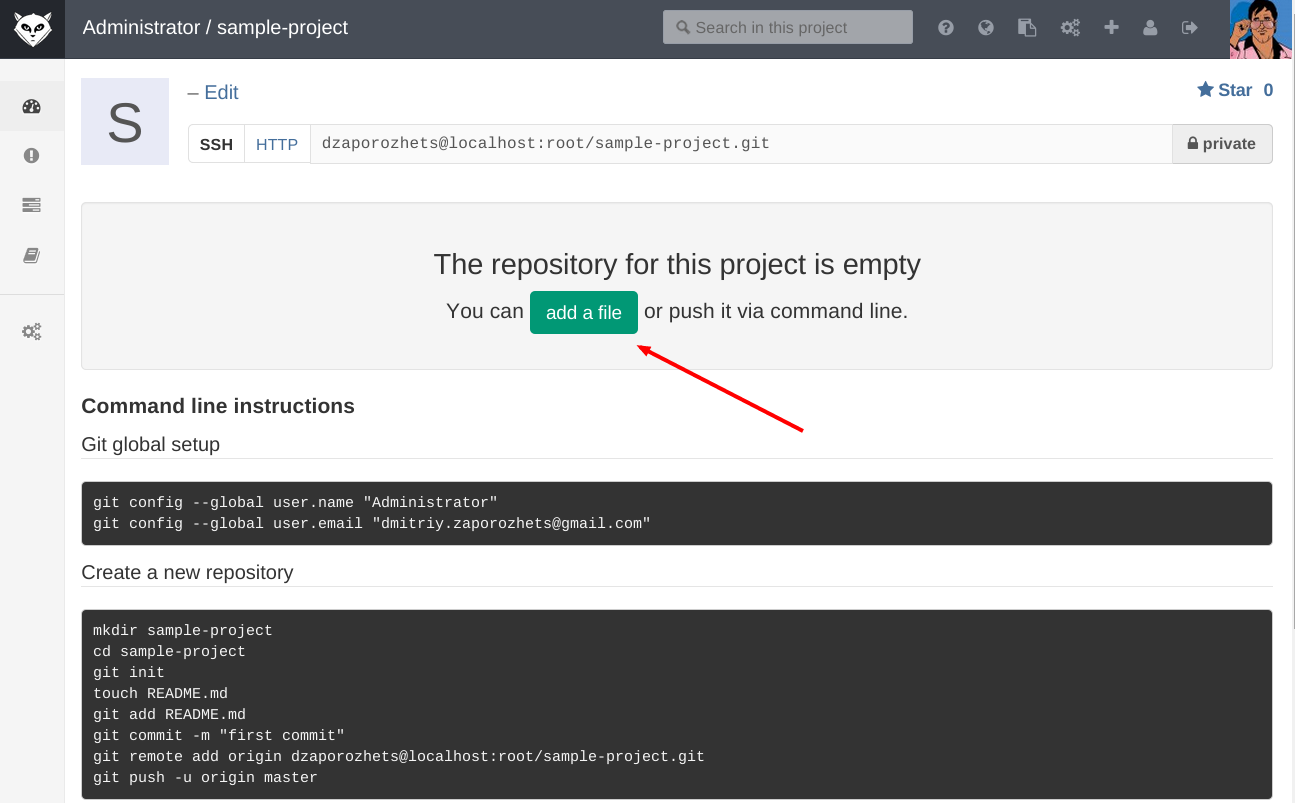 Administrator / sample-project
Search in this project
S
– Edit
Star 0
SSH HTTP dzaporozhets@localhost:root/sample-project.git private
The repository for this project is empty
You can add a file or push it via command line.
Command line instructions
Git global setup
git config --global user.name "Administrator"
git config --global user.email "dmitriy.zaporozhets@gmail.com"
Create a new repository
mkdir sample-project
cd sample-project
git init
touch README.md
git add README.md
git commit -m "first commit"
git remote add origin dzaporozhets@localhost:root/sample-project.git
git push -u origin master